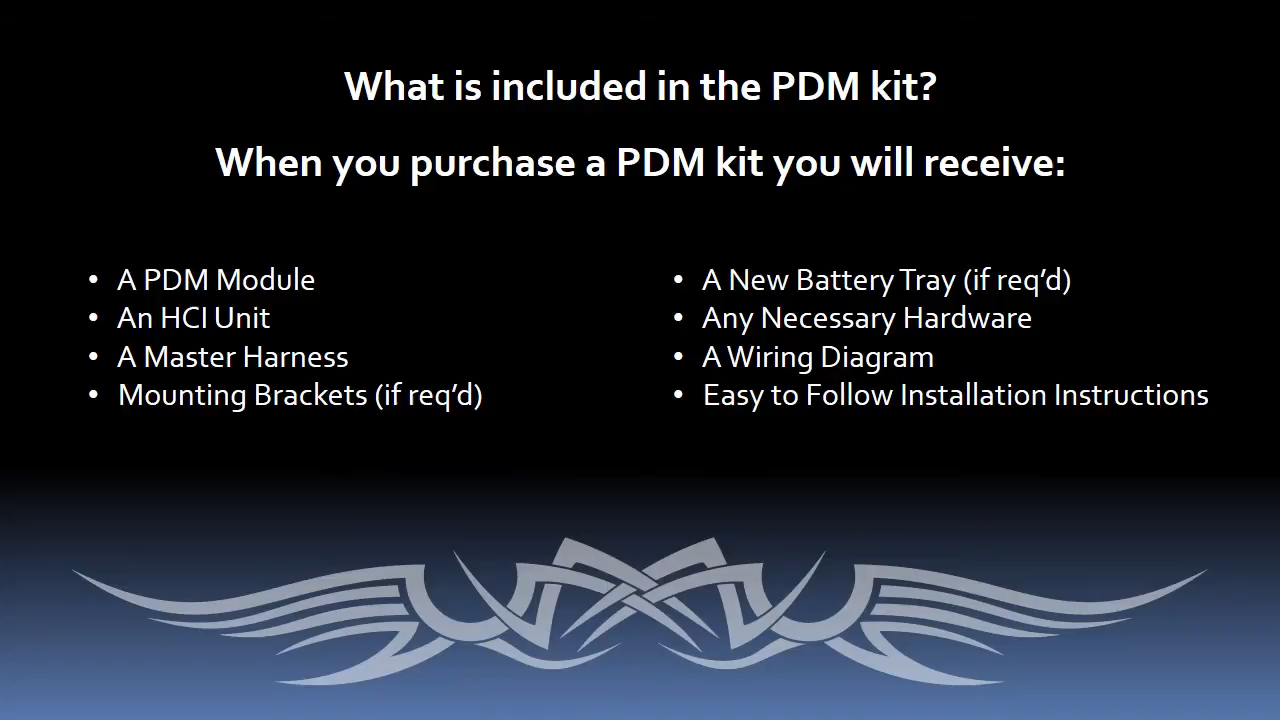 What is included in the PDM kit?
When you purchase a PDM kit you will receive:
• A PDM Module
• An HCI Unit
• A Master Harness
• Mounting Brackets (if req’d)
• A New Battery Tray (if req’d)
• Any Necessary Hardware
• A Wiring Diagram
• Easy to Follow Installation Instructions